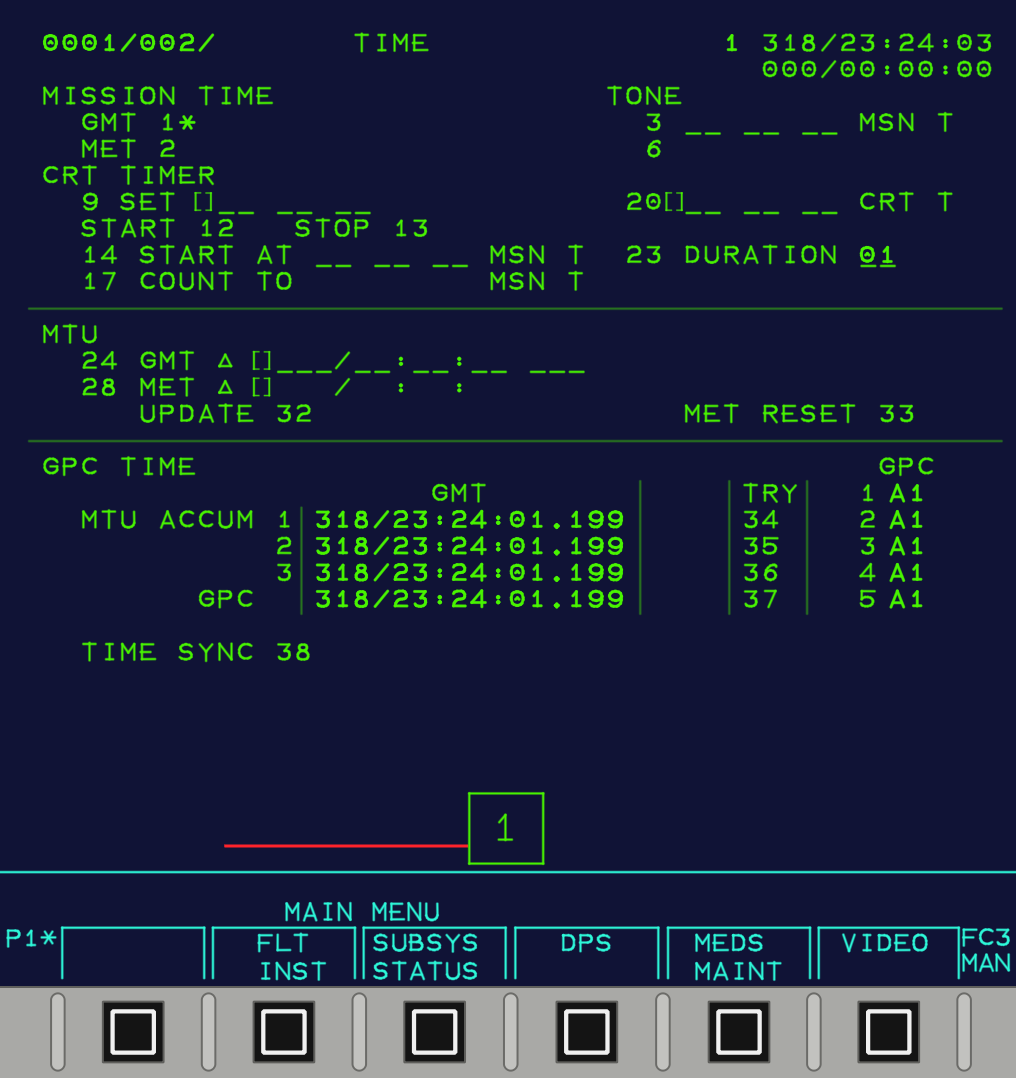 0001/002/ TIME 1 318/23:24:03
000/00:00:00
MISSION TIME TONE
GMT 1* 3 __ __ __ MSN T
MET 2 6
CRT TIMER
9 SET []__ __ __ 20[]__ __ __ CRT T
START 12 STOP 13
14 START AT __ __ __ MSN T 23 DURATION 01
17 COUNT TO MSN T
MTU
24 GMT Δ []___/__:__:__ ___
28 MET Δ [] / : :
UPDATE 32 MET RESET 33
GPC TIME GPC
GMT TRY 1 A1
MTU ACCUM 1 318/23:24:01.199 34 2 A1
2 318/23:24:01.199 35 3 A1
3 318/23:24:01.199 36 4 A1
GPC 318/23:24:01.199 37 5 A1
TIME SYNC 38
1
MAIN MENU
P1* FLT SUBSYS DPS MEDS VIDEO FC3
INST STATUS MAINT MAN